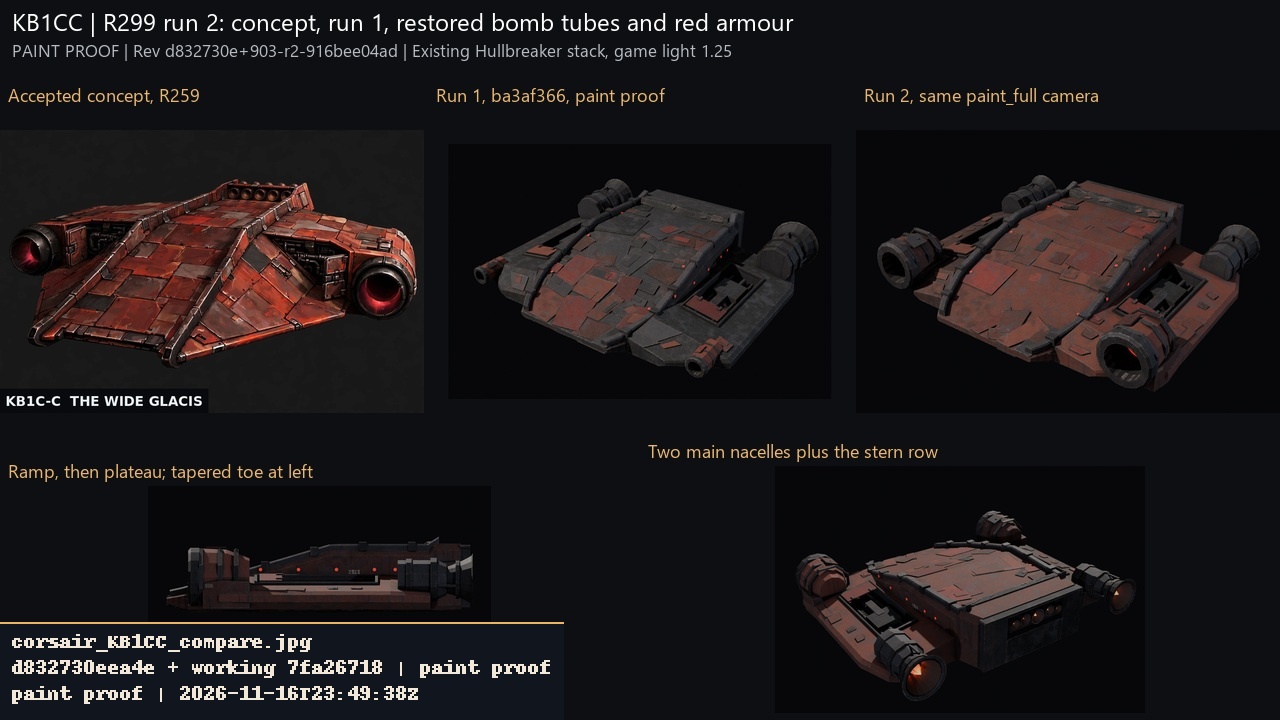 KB1CC | R299 run 2: concept, run 1, restored bomb tubes and red armour
PAINT PROOF | Rev d832730e+903-r2-916bee04ad | Existing Hullbreaker stack, game light 1.25
Accepted concept, R259
Run 1, ba3af366, paint proof
Run 2, same paint_full camera
KB1C-C THE WIDE GLACIS
Two main nacelles plus the stern row
Ramp, then plateau; tapered toe at left
corsair_KB1CC_compare.jpg
d832730eea4e + working 7fa26718 | paint proof
paint proof | 2026-11-16T23:49:38Z